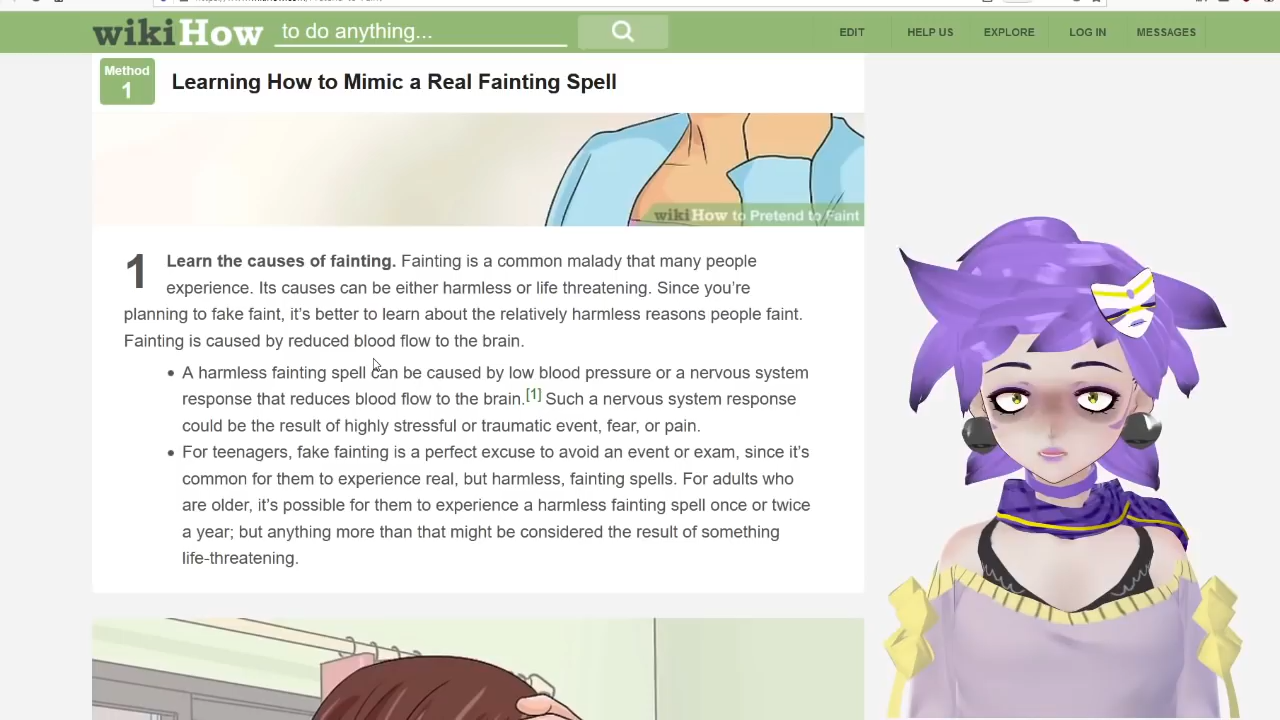 wikiHow to do anything...
EDIT HELP US EXPLORE LOG IN MESSAGES
Method
1
Learning How to Mimic a Real Fainting Spell
wikiHow to Pretend to Faint
1 Learn the causes of fainting. Fainting is a common malady that many people
experience. Its causes can be either harmless or life threatening. Since you're
planning to fake faint, it's better to learn about the relatively harmless reasons people faint.
Fainting is caused by reduced blood flow to the brain.
• A harmless fainting spell can be caused by low blood pressure or a nervous system
response that reduces blood flow to the brain.[1] Such a nervous system response
could be the result of highly stressful or traumatic event, fear, or pain.
• For teenagers, fake fainting is a perfect excuse to avoid an event or exam, since it's
common for them to experience real, but harmless, fainting spells. For adults who
are older, it's possible for them to experience a harmless fainting spell once or twice
a year; but anything more than that might be considered the result of something
life-threatening.